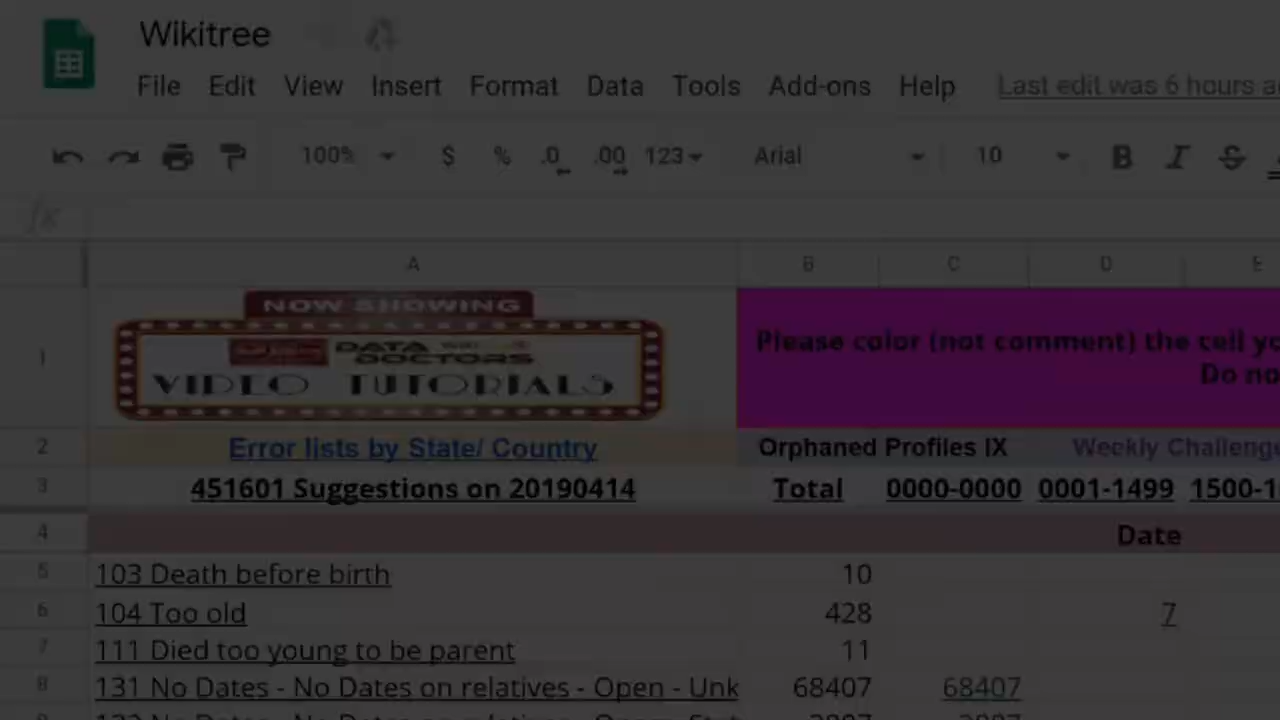 Wikitree
File Edit View Insert Format Data Tools Add-ons Help Last edit was 6 hours
100% $ % .0 .00 123 Arial 10 B I S
fx
A B C D E
1 NOW SHOWING
DATA DOCTORS
VIDEO TUTORIALS
Please color (not comment) the cell
Do
2 Error lists by State/ Country Orphaned Profiles IX Weekly
3 451601 Suggestions on 20190414 Total 0000-0000 0001-1499
4 Date
5 103 Death before birth 10
6 104 Too old 428 7
7 111 Died too young to be parent 11
8 131 No Dates - No Dates on relatives - Open - Unk 68407 68407